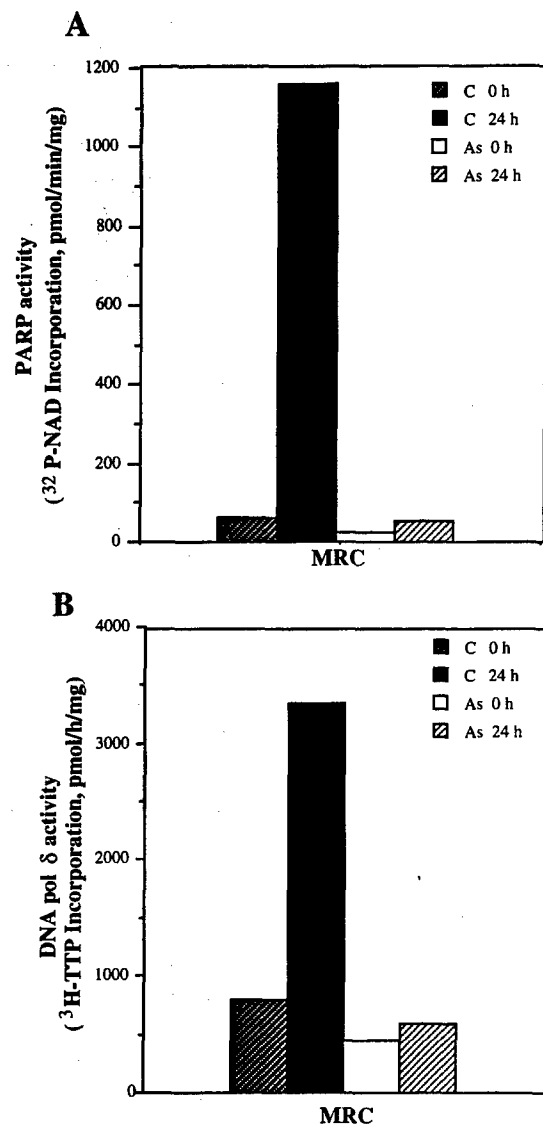 A
1200
1000
800
600
400
200
0
PARP activity
(³² P-NAD Incorporation, pmol/min/mg)
C 0 h
C 24 h
As 0 h
As 24 h
MRC
B
4000
3000
2000
1000
0
DNA pol δ activity
(³H-TTP Incorporation, pmol/h/mg)
C 0 h
C 24 h
As 0 h
As 24 h
MRC